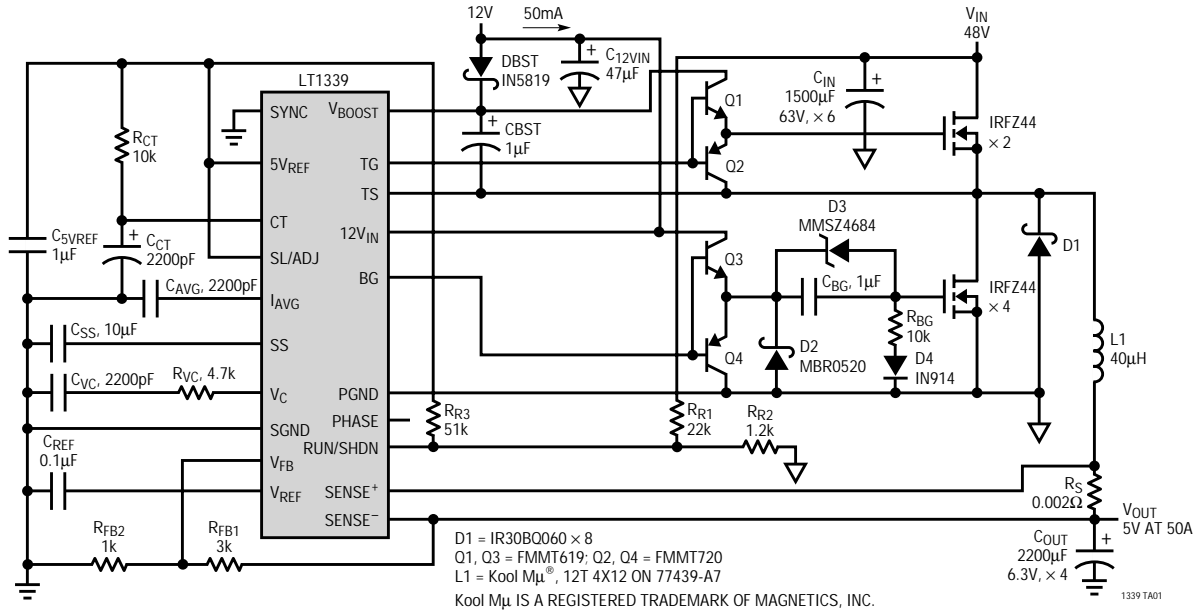 12V
50mA
V_IN
48V
DBST
IN5819
+
C_12VIN
47µF
LT1339
SYNC
V_BOOST
5V_REF
TG
TS
CT
12V_IN
SL/ADJ
BG
I_AVG
SS
V_C
PGND
PHASE
SGND
RUN/SHDN
V_FB
V_REF
SENSE+
SENSE−
R_CT
10k
C_5VREF
1µF
+
C_CT
2200pF
C_AVG, 2200pF
C_SS, 10µF
C_VC, 2200pF
R_VC, 4.7k
C_REF
0.1µF
R_FB2
1k
R_FB1
3k
+
CBST
1µF
Q1
Q2
C_IN
+
1500µF
63V, × 6
IRFZ44
× 2
D3
MMSZ4684
Q3
Q4
C_BG, 1µF
D2
MBR0520
R_BG
10k
D4
IN914
IRFZ44
× 4
D1
L1
40µH
R_R3
51k
R_R1
22k
R_R2
1.2k
R_S
0.002Ω
V_OUT
5V AT 50A
C_OUT
+
2200µF
6.3V, × 4
D1 = IR30BQ060 × 8
Q1, Q3 = FMMT619; Q2, Q4 = FMMT720
L1 = Kool Mµ®, 12T 4X12 ON 77439-A7
Kool Mµ IS A REGISTERED TRADEMARK OF MAGNETICS, INC.
1339 TA01